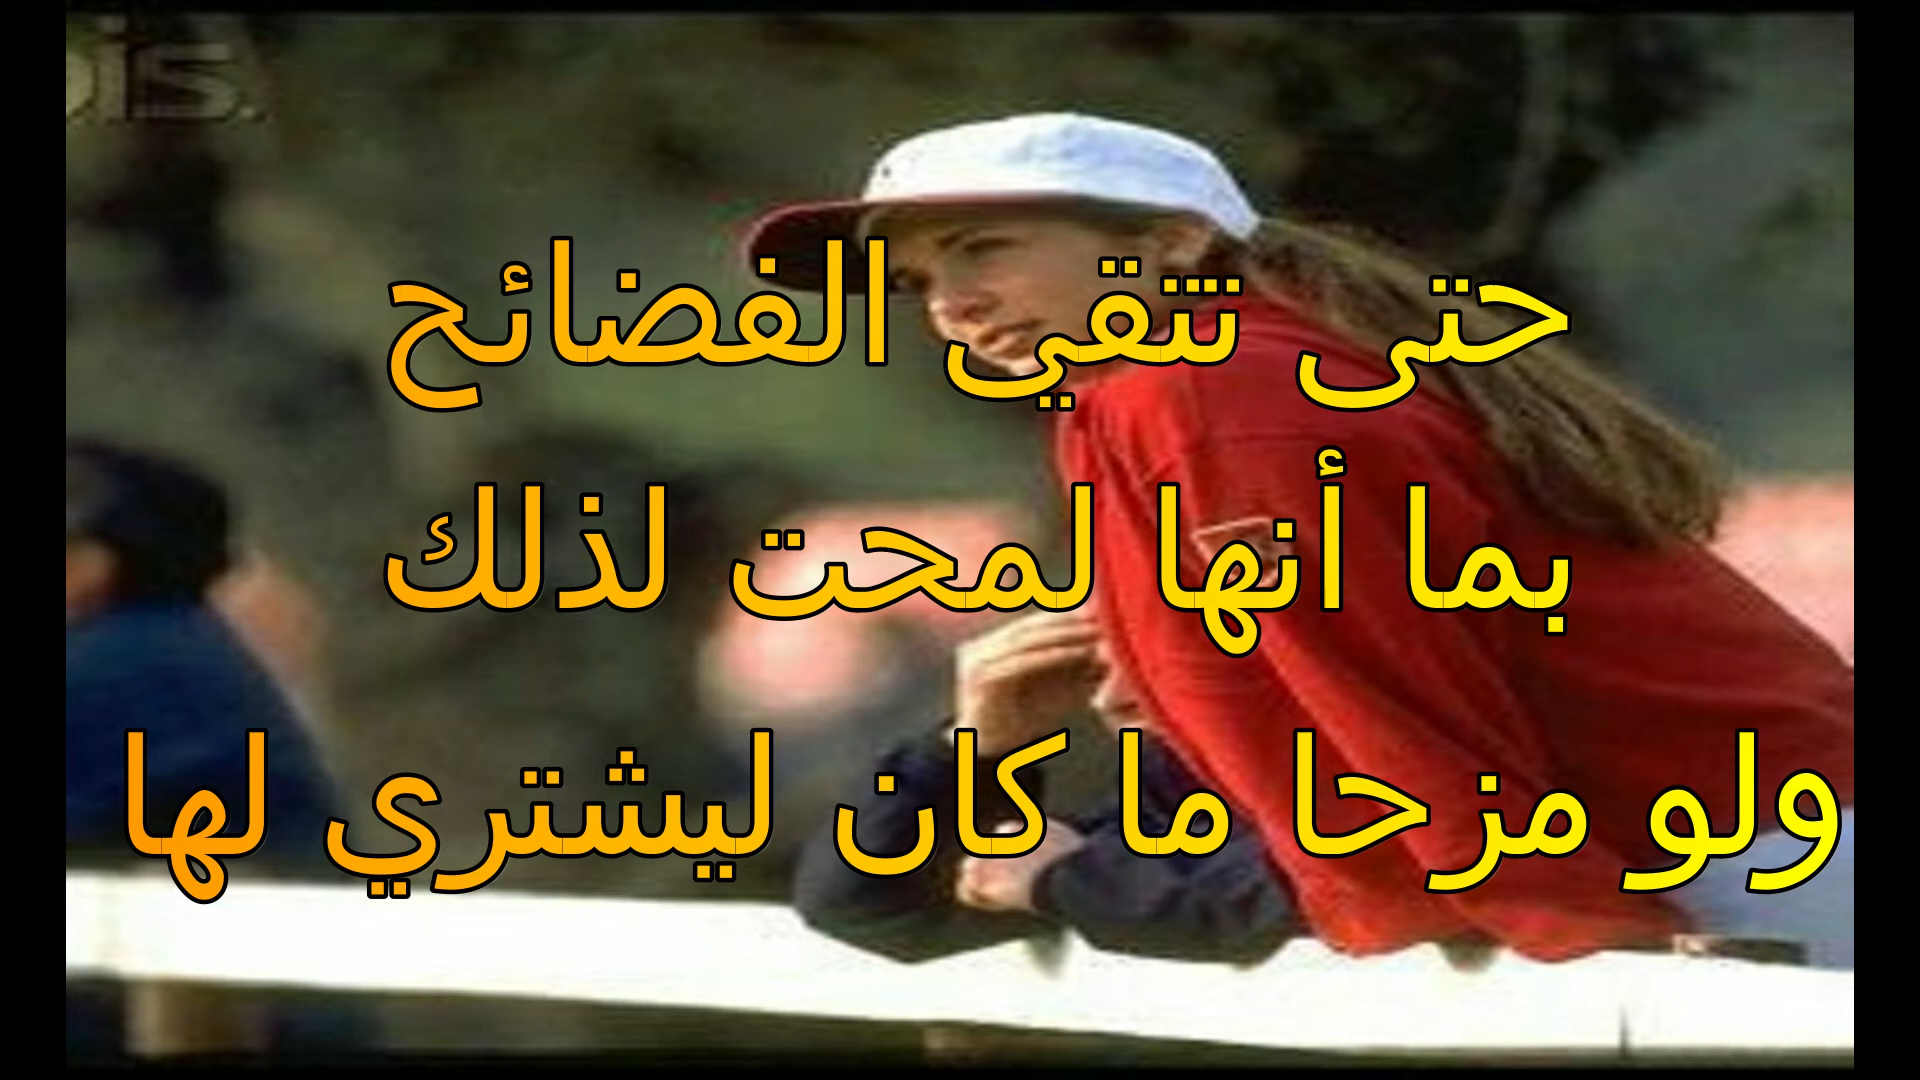 حتى تتقي الفضائح
بما أنها لمحت لذلك
ولو مزحا ما كان ليشتري لها